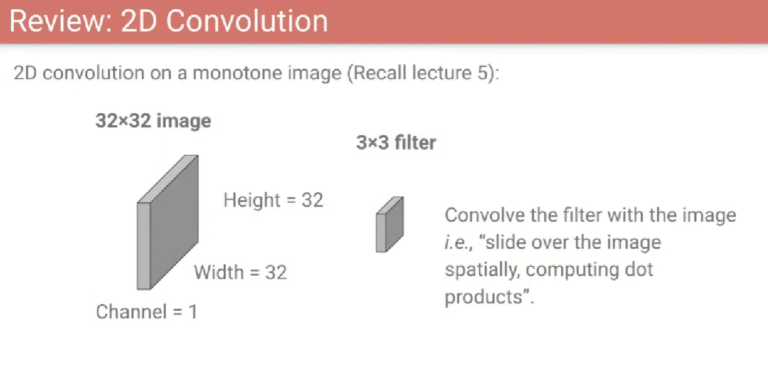 Review: 2D Convolution
2D convolution on a monotone image (Recall lecture 5):
32×32 image
3×3 filter
Height = 32
Width = 32
Channel = 1
Convolve the filter with the image
i.e., “slide over the image
spatially, computing dot
products”.